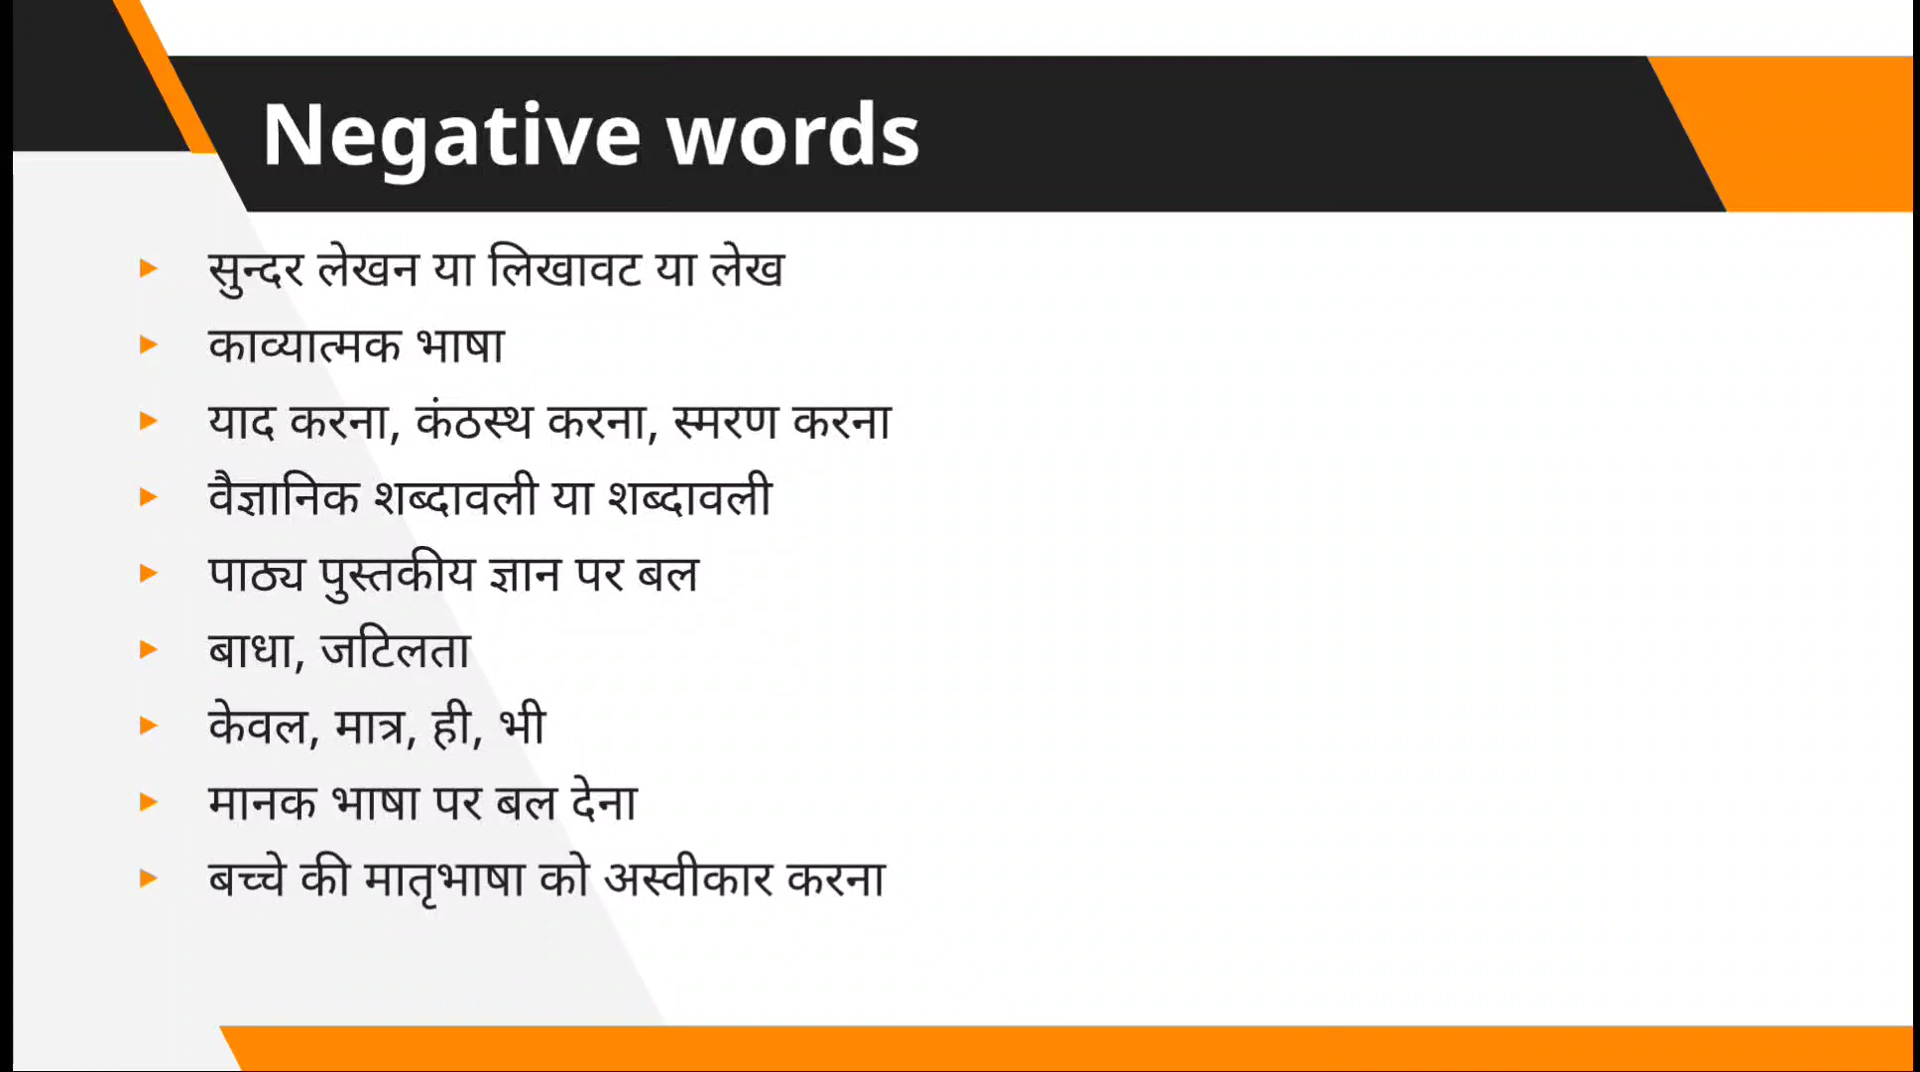 Negative words
सुन्दर लेखन या लिखावट या लेख
काव्यात्मक भाषा
याद करना, कंठस्थ करना, स्मरण करना
वैज्ञानिक शब्दावली या शब्दावली
पाठ्य पुस्तकीय ज्ञान पर बल
बाधा, जटिलता
केवल, मात्र, ही, भी
मानक भाषा पर बल देना
बच्चे की मातृभाषा को अस्वीकार करना